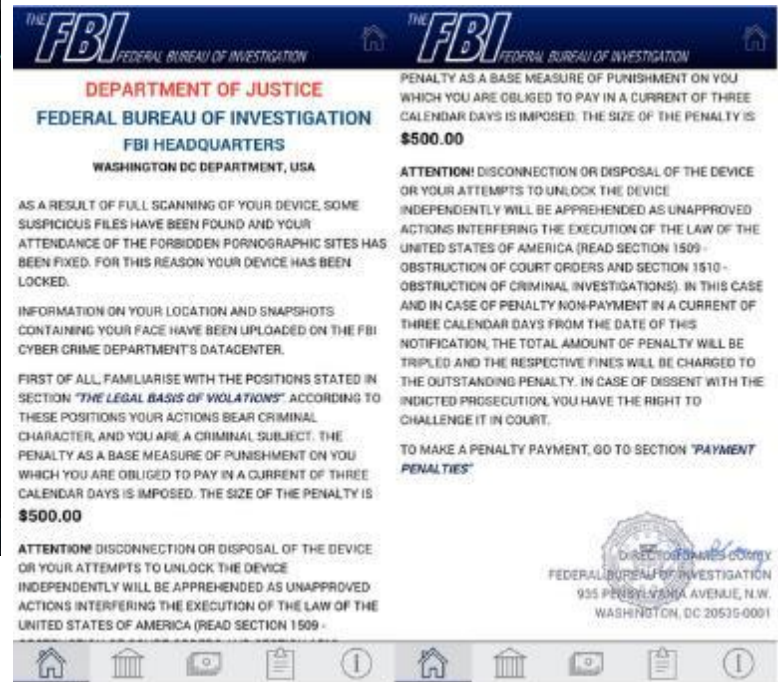 THE
FBI FEDERAL BUREAU OF INVESTIGATION
DEPARTMENT OF JUSTICE
FEDERAL BUREAU OF INVESTIGATION
FBI HEADQUARTERS
WASHINGTON DC DEPARTMENT, USA
AS A RESULT OF FULL SCANNING OF YOUR DEVICE, SOME
SUSPICIOUS FILES HAVE BEEN FOUND AND YOUR
ATTENDANCE OF THE FORBIDDEN PORNOGRAPHIC SITES HAS
BEEN FIXED. FOR THIS REASON YOUR DEVICE HAS BEEN
LOCKED.
INFORMATION ON YOUR LOCATION AND SNAPSHOTS
CONTAINING YOUR FACE HAVE BEEN UPLOADED ON THE FBI
CYBER CRIME DEPARTMENT'S DATACENTER.
FIRST OF ALL, FAMILIARISE WITH THE POSITIONS STATED IN
SECTION "THE LEGAL BASIS OF VIOLATIONS". ACCORDING TO
THESE POSITIONS YOUR ACTIONS BEAR CRIMINAL
CHARACTER, AND YOU ARE A CRIMINAL SUBJECT. THE
PENALTY AS A BASE MEASURE OF PUNISHMENT ON YOU
WHICH YOU ARE OBLIGED TO PAY IN A CURRENT OF THREE
CALENDAR DAYS IS IMPOSED. THE SIZE OF THE PENALTY IS
$500.00
ATTENTION! DISCONNECTION OR DISPOSAL OF THE DEVICE
OR YOUR ATTEMPTS TO UNLOCK THE DEVICE
INDEPENDENTLY WILL BE APPREHENDED AS UNAPPROVED
ACTIONS INTERFERING THE EXECUTION OF THE LAW OF THE
UNITED STATES OF AMERICA (READ SECTION 1509 -
THE
FBI FEDERAL BUREAU OF INVESTIGATION
PENALTY AS A BASE MEASURE OF PUNISHMENT ON YOU
WHICH YOU ARE OBLIGED TO PAY IN A CURRENT OF THREE
CALENDAR DAYS IS IMPOSED. THE SIZE OF THE PENALTY IS
$500.00
ATTENTION! DISCONNECTION OR DISPOSAL OF THE DEVICE
OR YOUR ATTEMPTS TO UNLOCK THE DEVICE
INDEPENDENTLY WILL BE APPREHENDED AS UNAPPROVED
ACTIONS INTERFERING THE EXECUTION OF THE LAW OF THE
UNITED STATES OF AMERICA (READ SECTION 1509 -
OBSTRUCTION OF COURT ORDERS AND SECTION 1510 -
OBSTRUCTION OF CRIMINAL INVESTIGATIONS). IN THIS CASE
AND IN CASE OF PENALTY NON-PAYMENT IN A CURRENT OF
THREE CALENDAR DAYS FROM THE DATE OF THIS
NOTIFICATION, THE TOTAL AMOUNT OF PENALTY WILL BE
TRIPLED AND THE RESPECTIVE FINES WILL BE CHARGED TO
THE OUTSTANDING PENALTY. IN CASE OF DISSENT WITH THE
INDICTED PROSECUTION, YOU HAVE THE RIGHT TO
CHALLENGE IT IN COURT.
TO MAKE A PENALTY PAYMENT, GO TO SECTION "PAYMENT
PENALTIES"
DIRECTOR JAMES COMEY
FEDERAL BUREAU OF INVESTIGATION
935 PENNSYLVANIA AVENUE, N.W.
WASHINGTON, DC 20535-0001